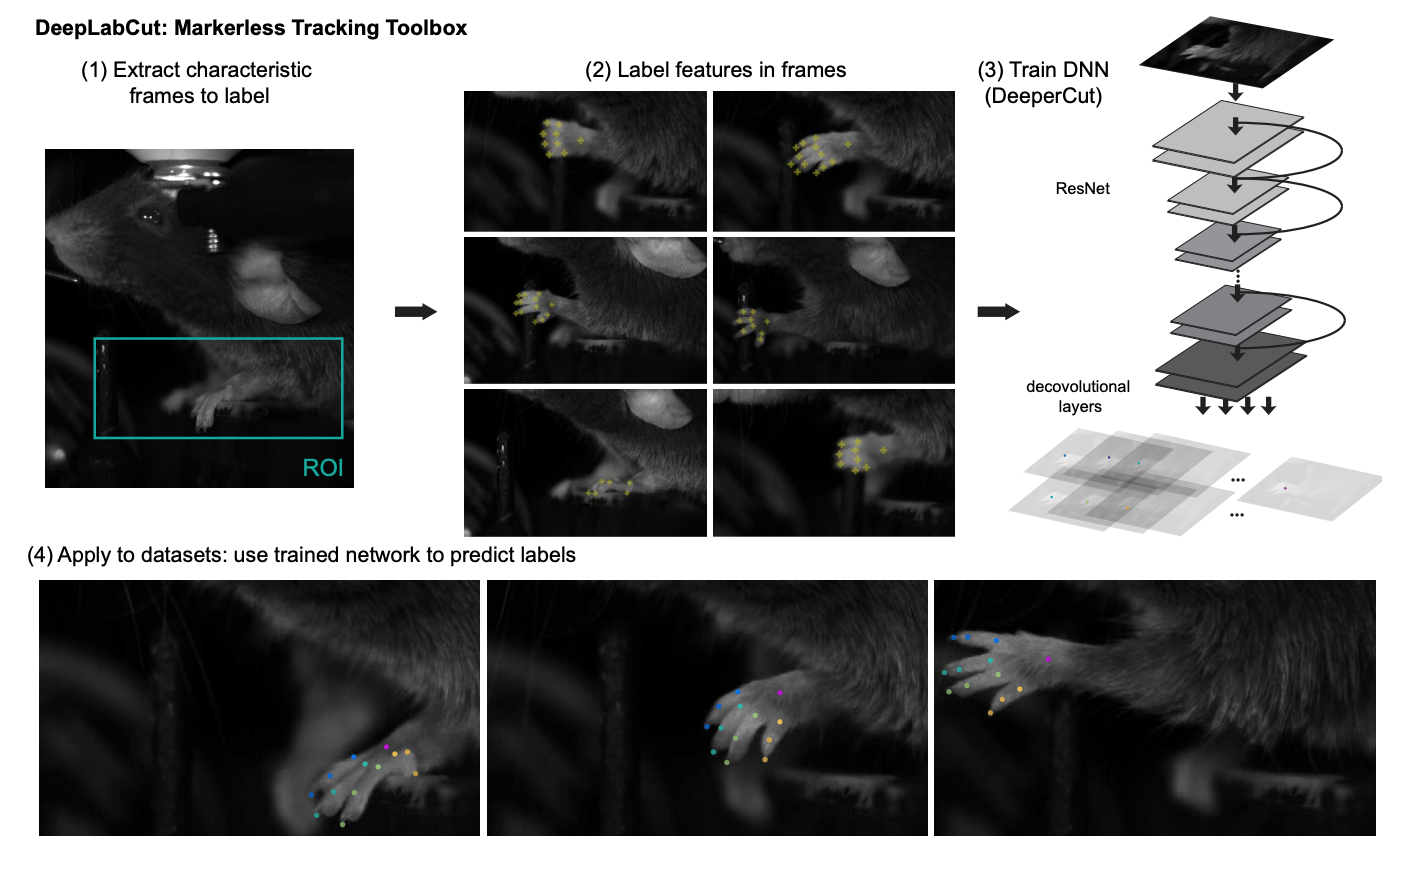 DeepLabCut: Markerless Tracking Toolbox
(1) Extract characteristic
frames to label
(2) Label features in frames
(3) Train DNN
(DeeperCut)
ResNet
ROI
decovolutional
layers
...
...
(4) Apply to datasets: use trained network to predict labels